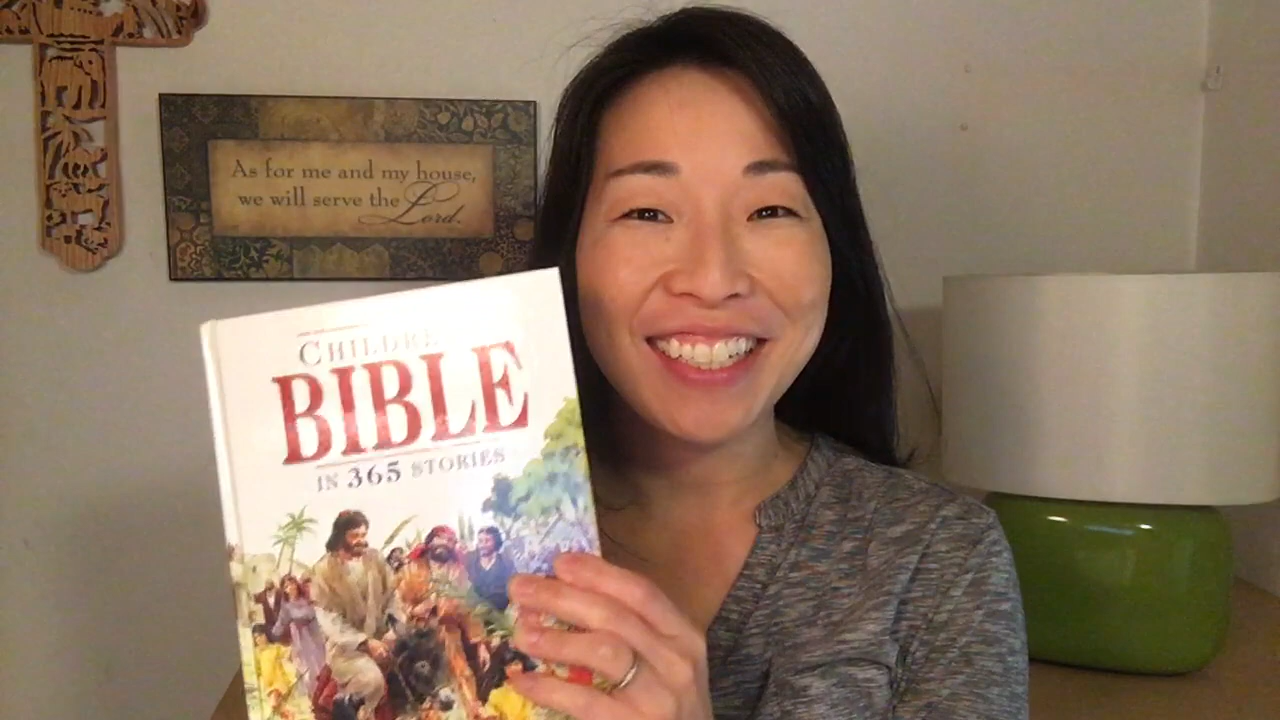 As for me and my house,
we will serve the Lord.
BIBLE
IN 365 STORIES